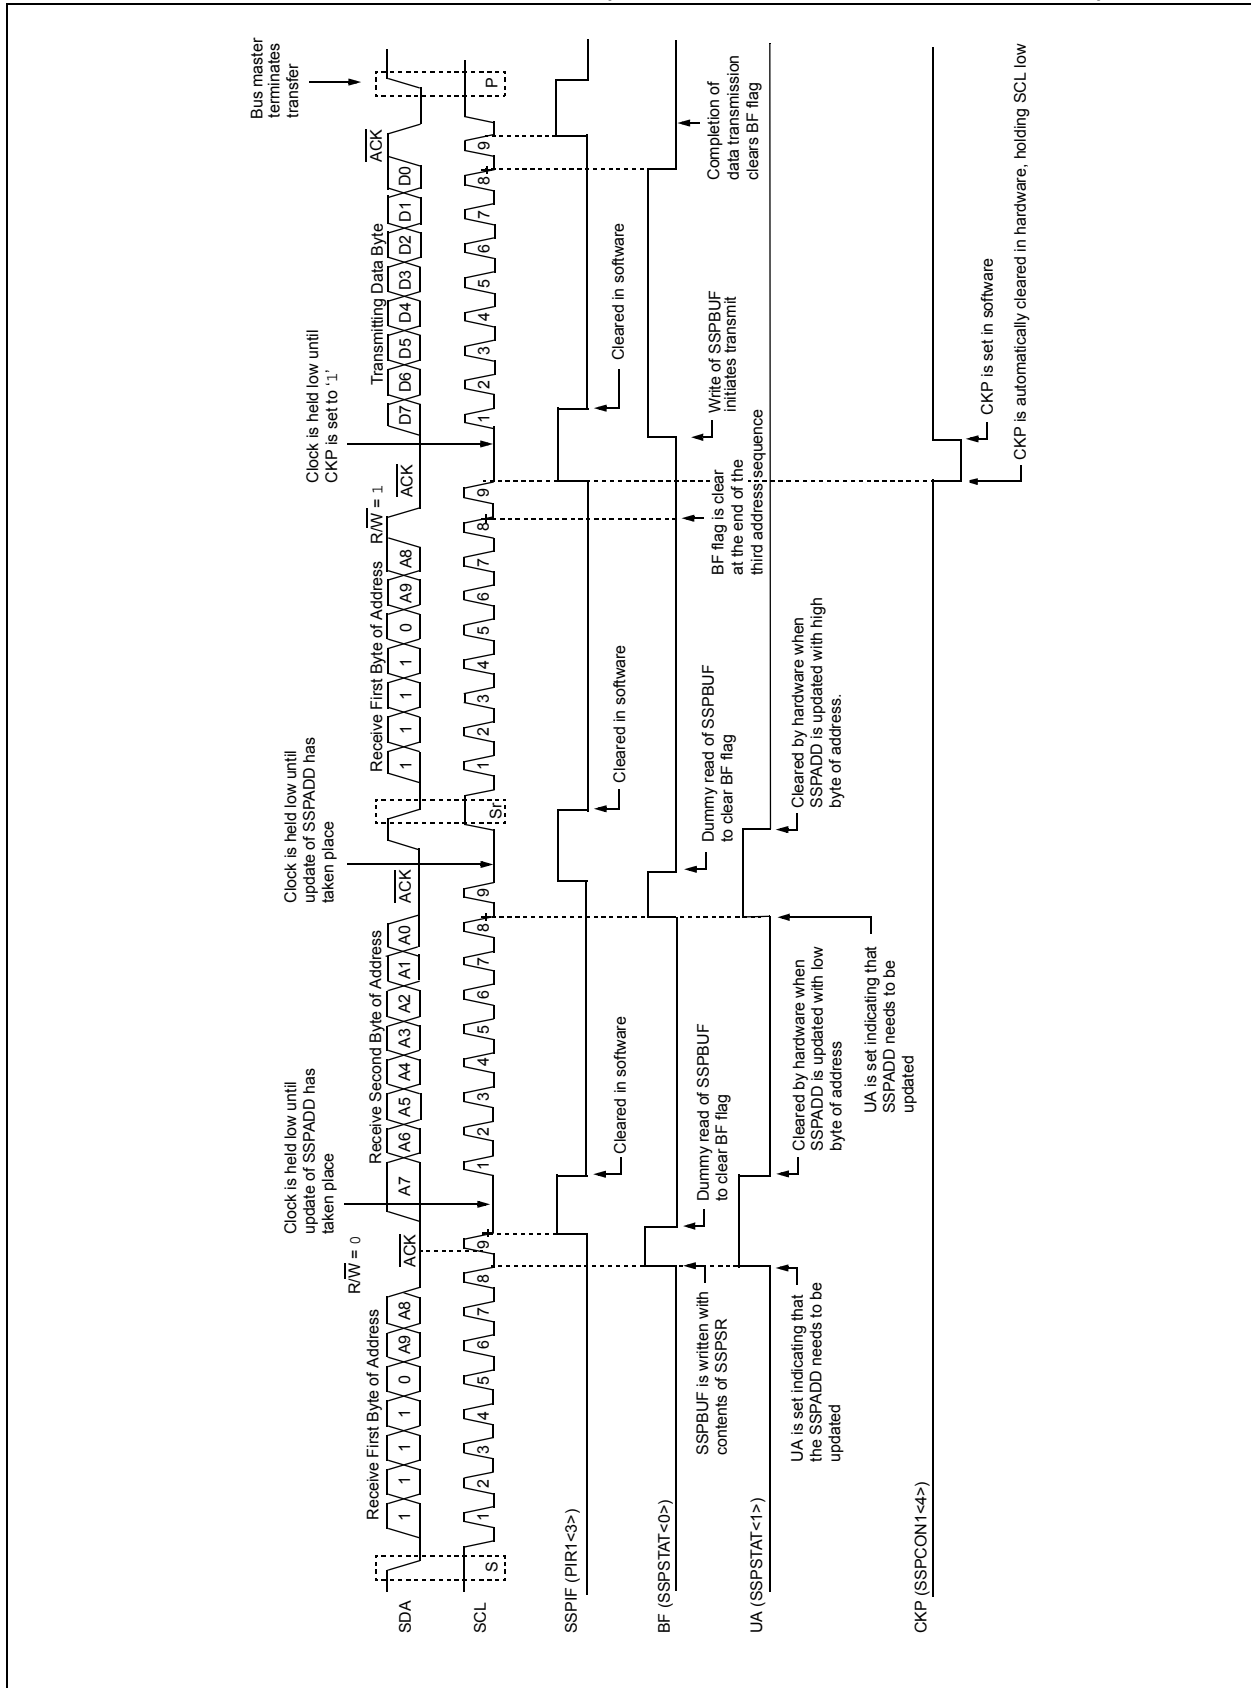 Bus master
terminates
transfer
Clock is held low until
CKP is set to ‘1’
Clock is held low until
update of SSPADD has
taken place
Clock is held low until
update of SSPADD has
taken place
Receive First Byte of Address
R/W = 0
ACK
Receive Second Byte of Address
ACK
Receive First Byte of Address
R/W = 1
ACK
Transmitting Data Byte
ACK
SDA
1 1 1 1 0 A9 A8
A7 A6 A5 A4 A3 A2 A1 A0
1 1 1 1 0 A9 A8
D7 D6 D5 D4 D3 D2 D1 D0
SCL
S 1 2 3 4 5 6 7 8 9
1 2 3 4 5 6 7 8 9
Sr 1 2 3 4 5 6 7 8 9
1 2 3 4 5 6 7 8 9 P
SSPIF (PIR1<3>)
Cleared in software
Cleared in software
Cleared in software
BF (SSPSTAT<0>)
SSPBUF is written with
contents of SSPSR
Dummy read of SSPBUF
to clear BF flag
Dummy read of SSPBUF
to clear BF flag
BF flag is clear
at the end of the
third address sequence
Write of SSPBUF
initiates transmit
Completion of
data transmission
clears BF flag
UA (SSPSTAT<1>)
UA is set indicating that
the SSPADD needs to be
updated
Cleared by hardware when
SSPADD is updated with low
byte of address
UA is set indicating that
SSPADD needs to be
updated
Cleared by hardware when
SSPADD is updated with high
byte of address.
CKP (SSPCON1<4>)
CKP is set in software
CKP is automatically cleared in hardware, holding SCL low